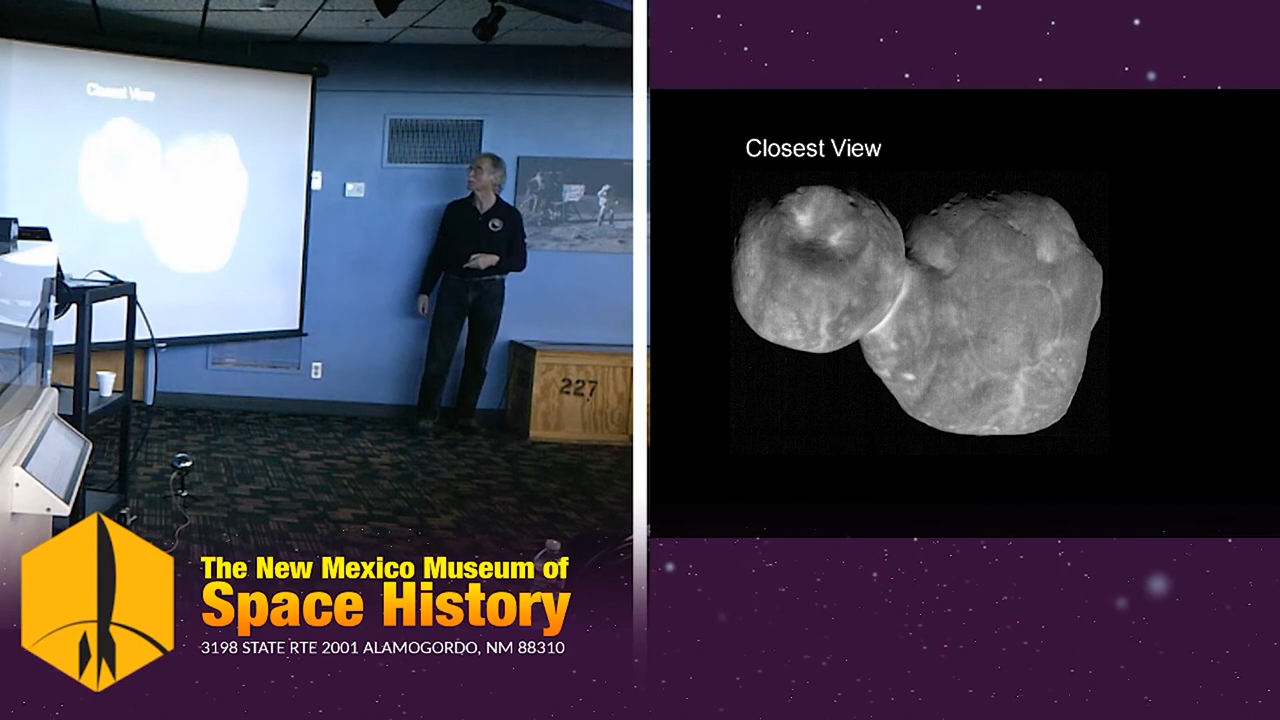 Closest View
227
Closest View
The New Mexico Museum of
Space History
3198 STATE RTE 2001 ALAMOGORDO, NM 88310